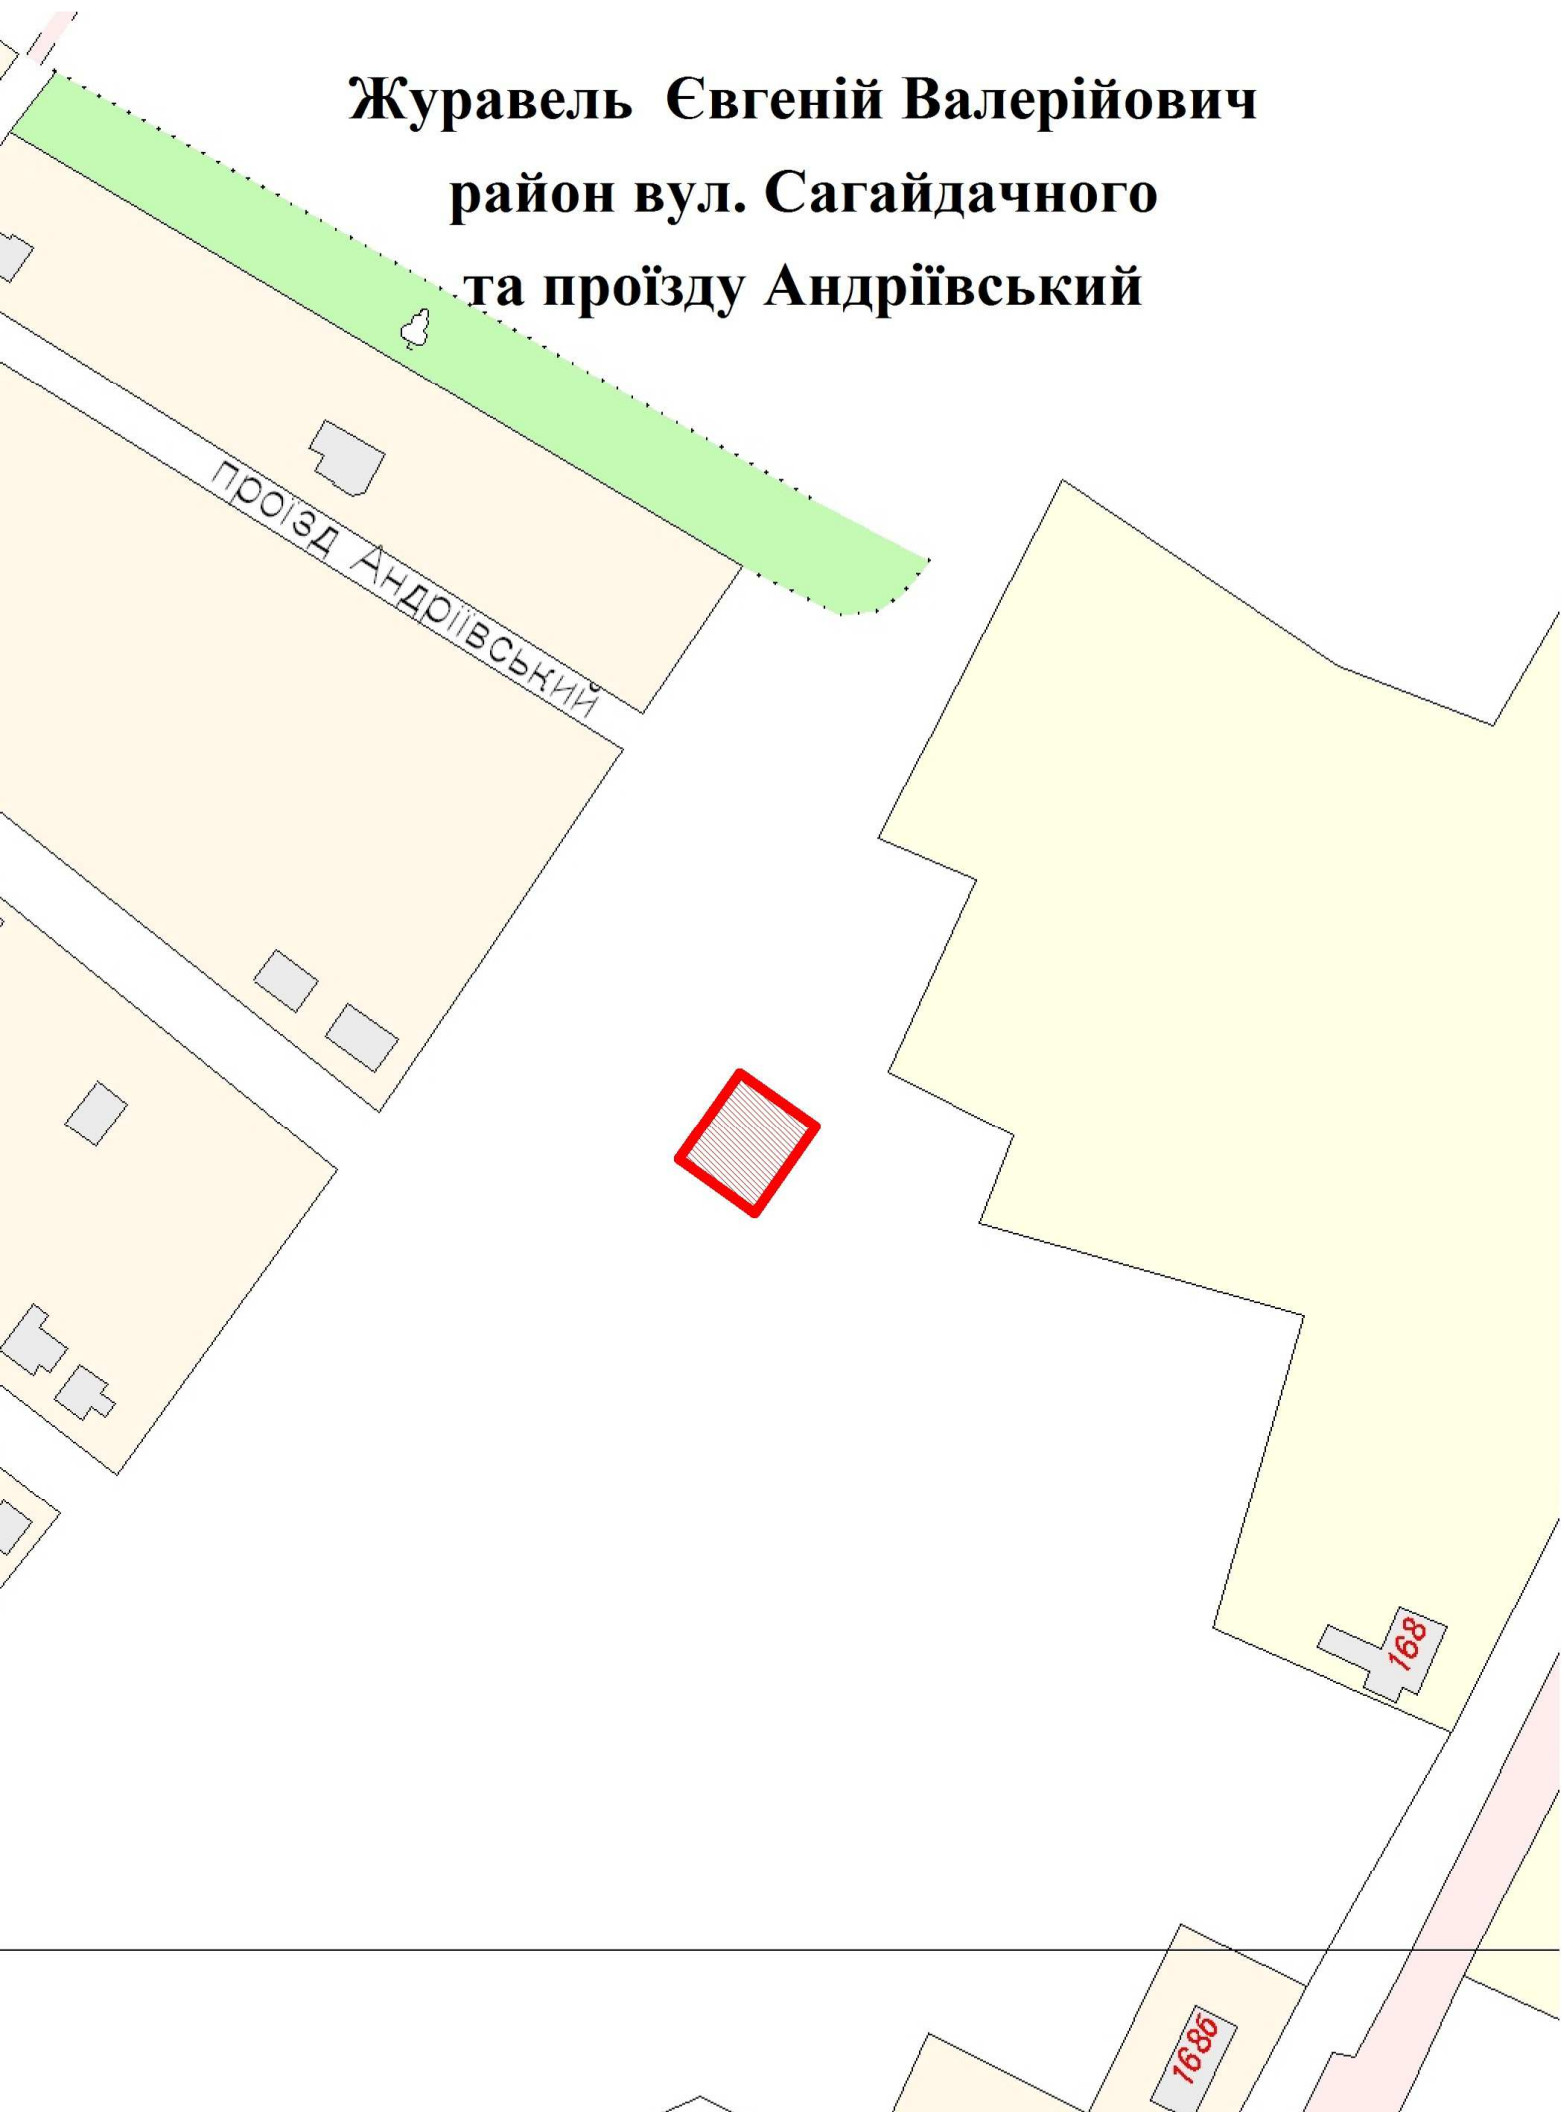 Журавель Євгеній Валерійович
район вул. Сагайдачного
та проїзду Андріївський
проїзд Андріївський
168
168б